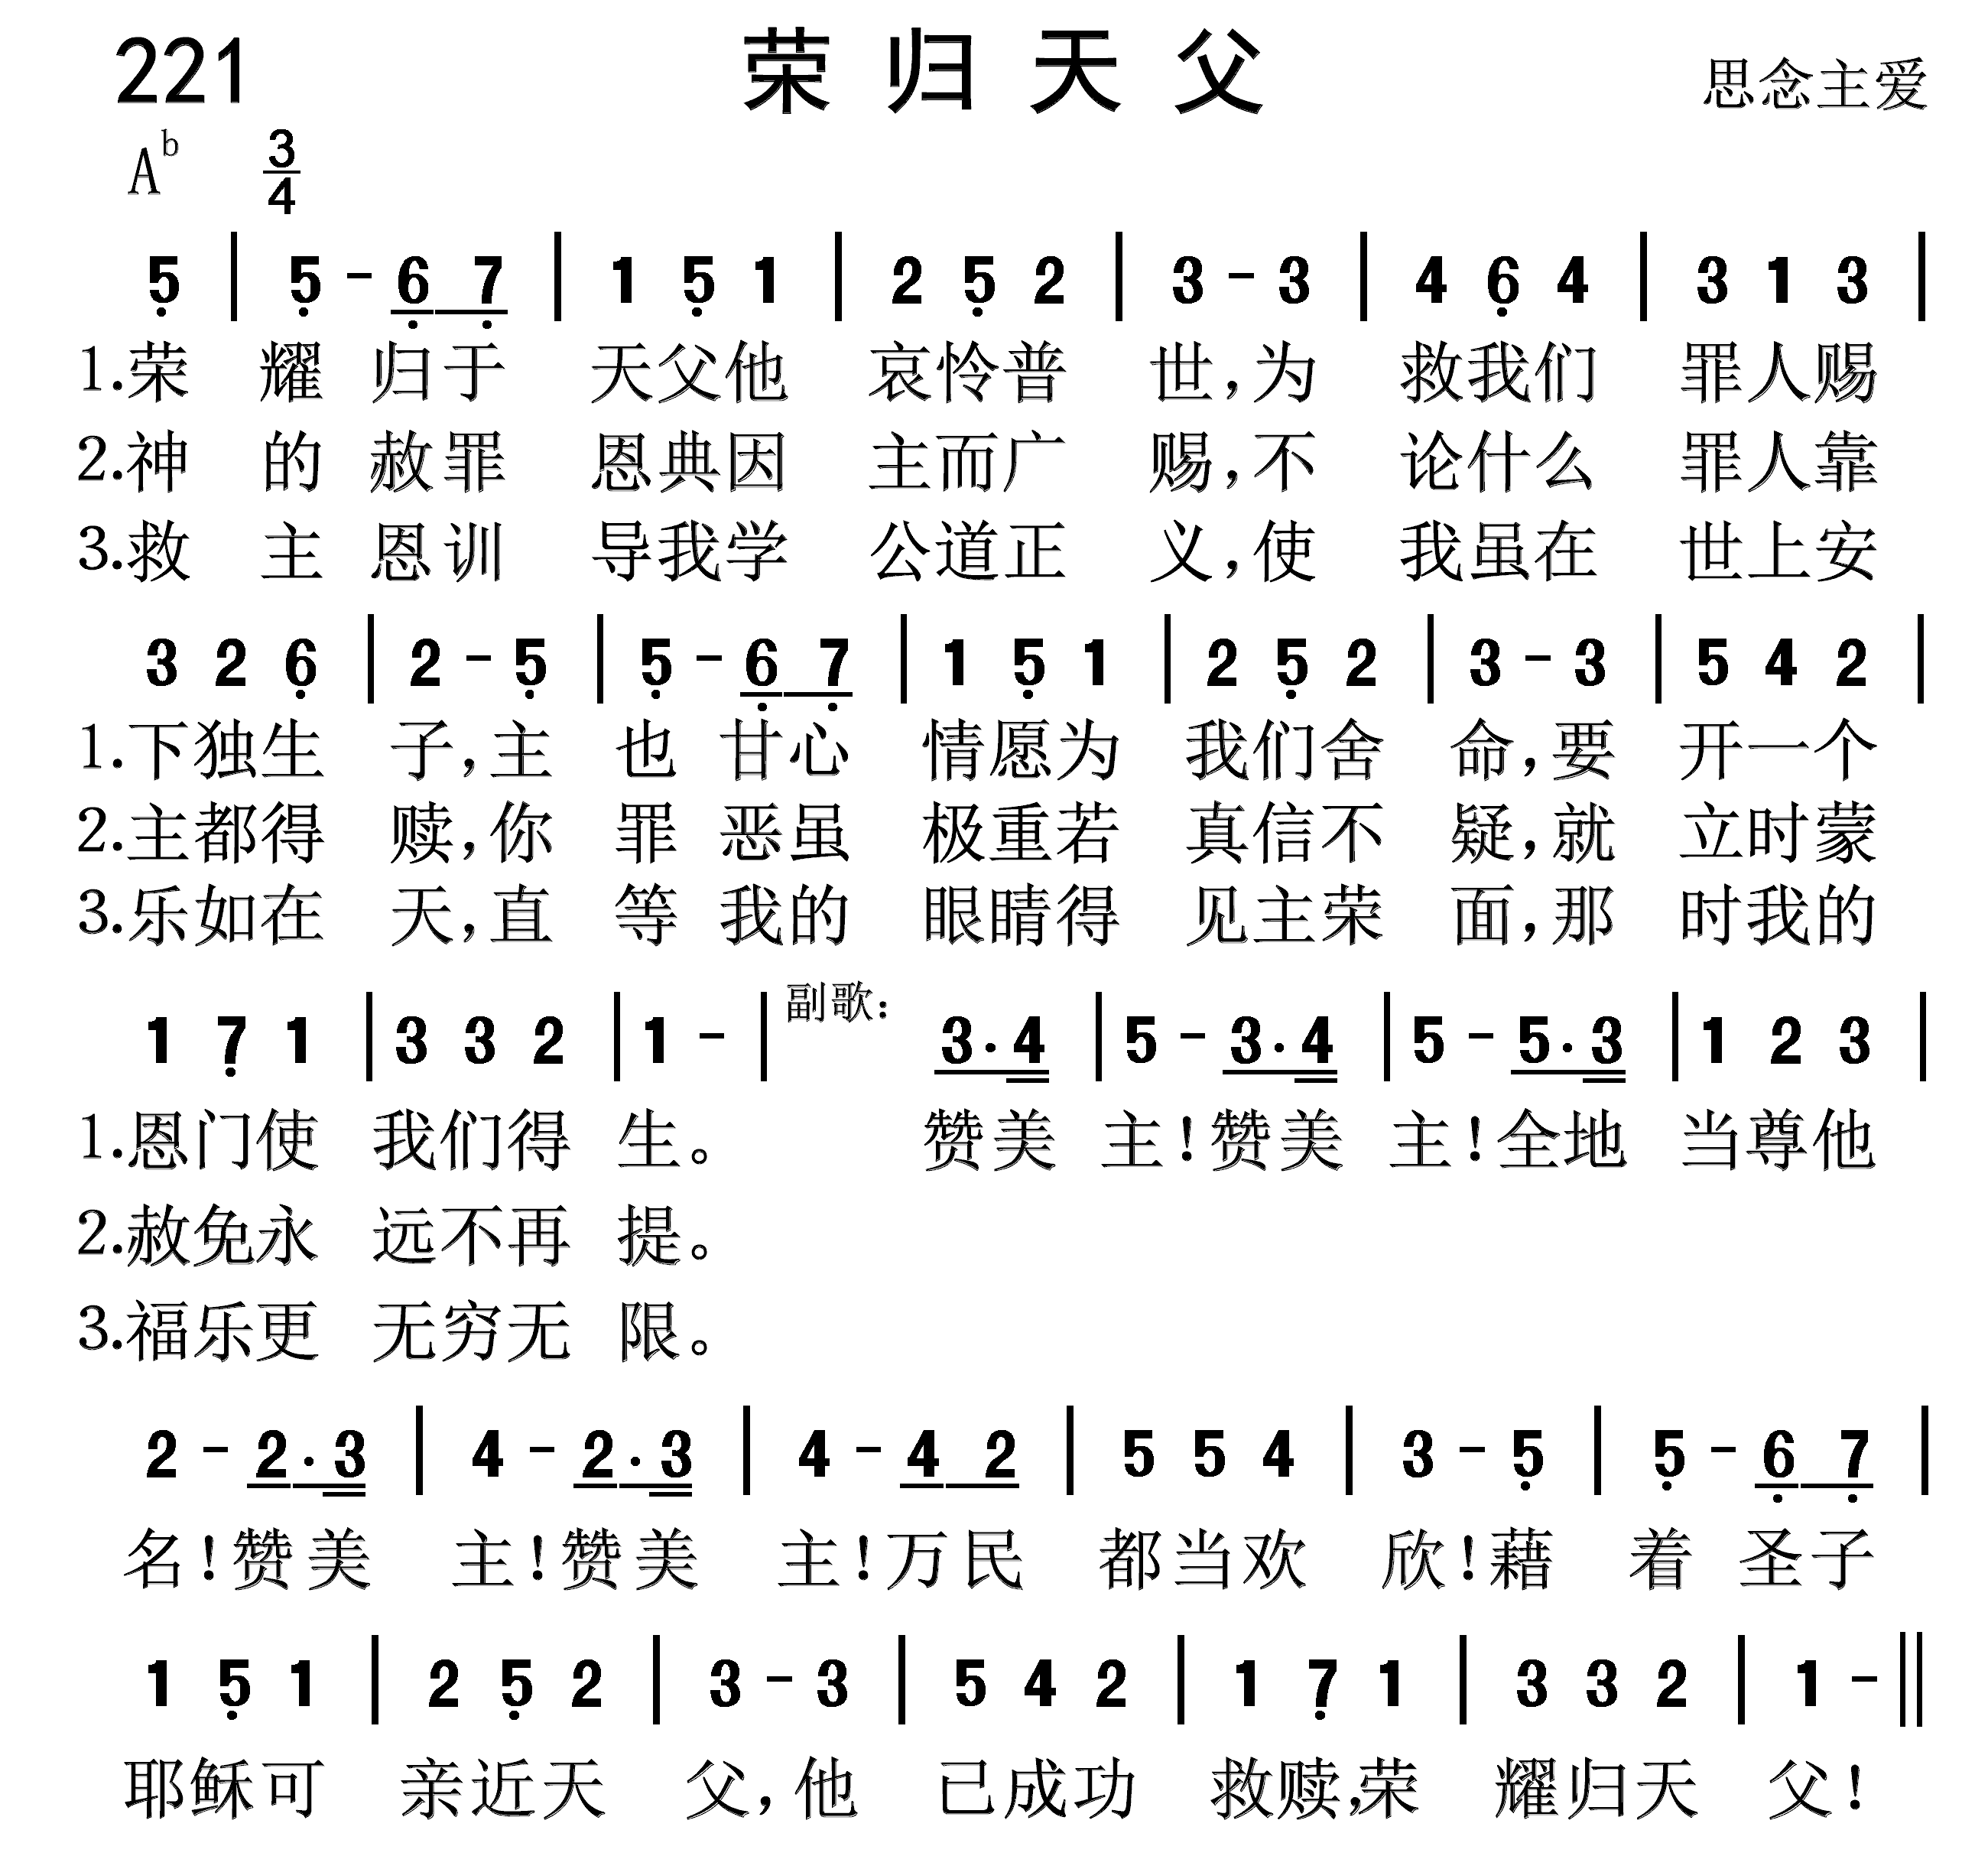 221 荣归天父 思念主爱
A♭ 3/4
5 | 5 - 6 7 | 1 5 1 | 2 5 2 | 3 - 3 | 4 6 4 | 3 1 3 |
1.荣 耀 归于 天父他 哀怜普 世,为 救我们 罪人赐
2.神 的 赦罪 恩典因 主而广 赐,不 论什么 罪人靠
3.救 主 恩训 导我学 公道正 义,使 我虽在 世上安
3 2 6 | 2 - 5 | 5 - 6 7 | 1 5 1 | 2 5 2 | 3 - 3 | 5 4 2 |
1.下独生 子,主 也 甘心 情愿为 我们舍 命,要 开一个
2.主都得 赎,你 罪 恶虽 极重若 真信不 疑,就 立时蒙
3.乐如在 天,直 等 我的 眼睛得 见主荣 面,那 时我的
1 7 1 | 3 3 2 | 1 - | 副歌: 3·4 | 5 - 3·4 | 5 - 5·3 | 1 2 3 |
1.恩门使 我们得 生。 赞美 主!赞美 主!全地 当尊他
2.赦免永 远不再 提。
3.福乐更 无穷无 限。
2 - 2·3 | 4 - 2·3 | 4 - 4 2 | 5 5 4 | 3 - 5 | 5 - 6 7 |
名!赞美 主!赞美 主!万民 都当欢 欣!藉 着 圣子
1 5 1 | 2 5 2 | 3 - 3 | 5 4 2 | 1 7 1 | 3 3 2 | 1 - ‖
耶稣可 亲近天 父,他 已成功 救赎,荣 耀归天 父!